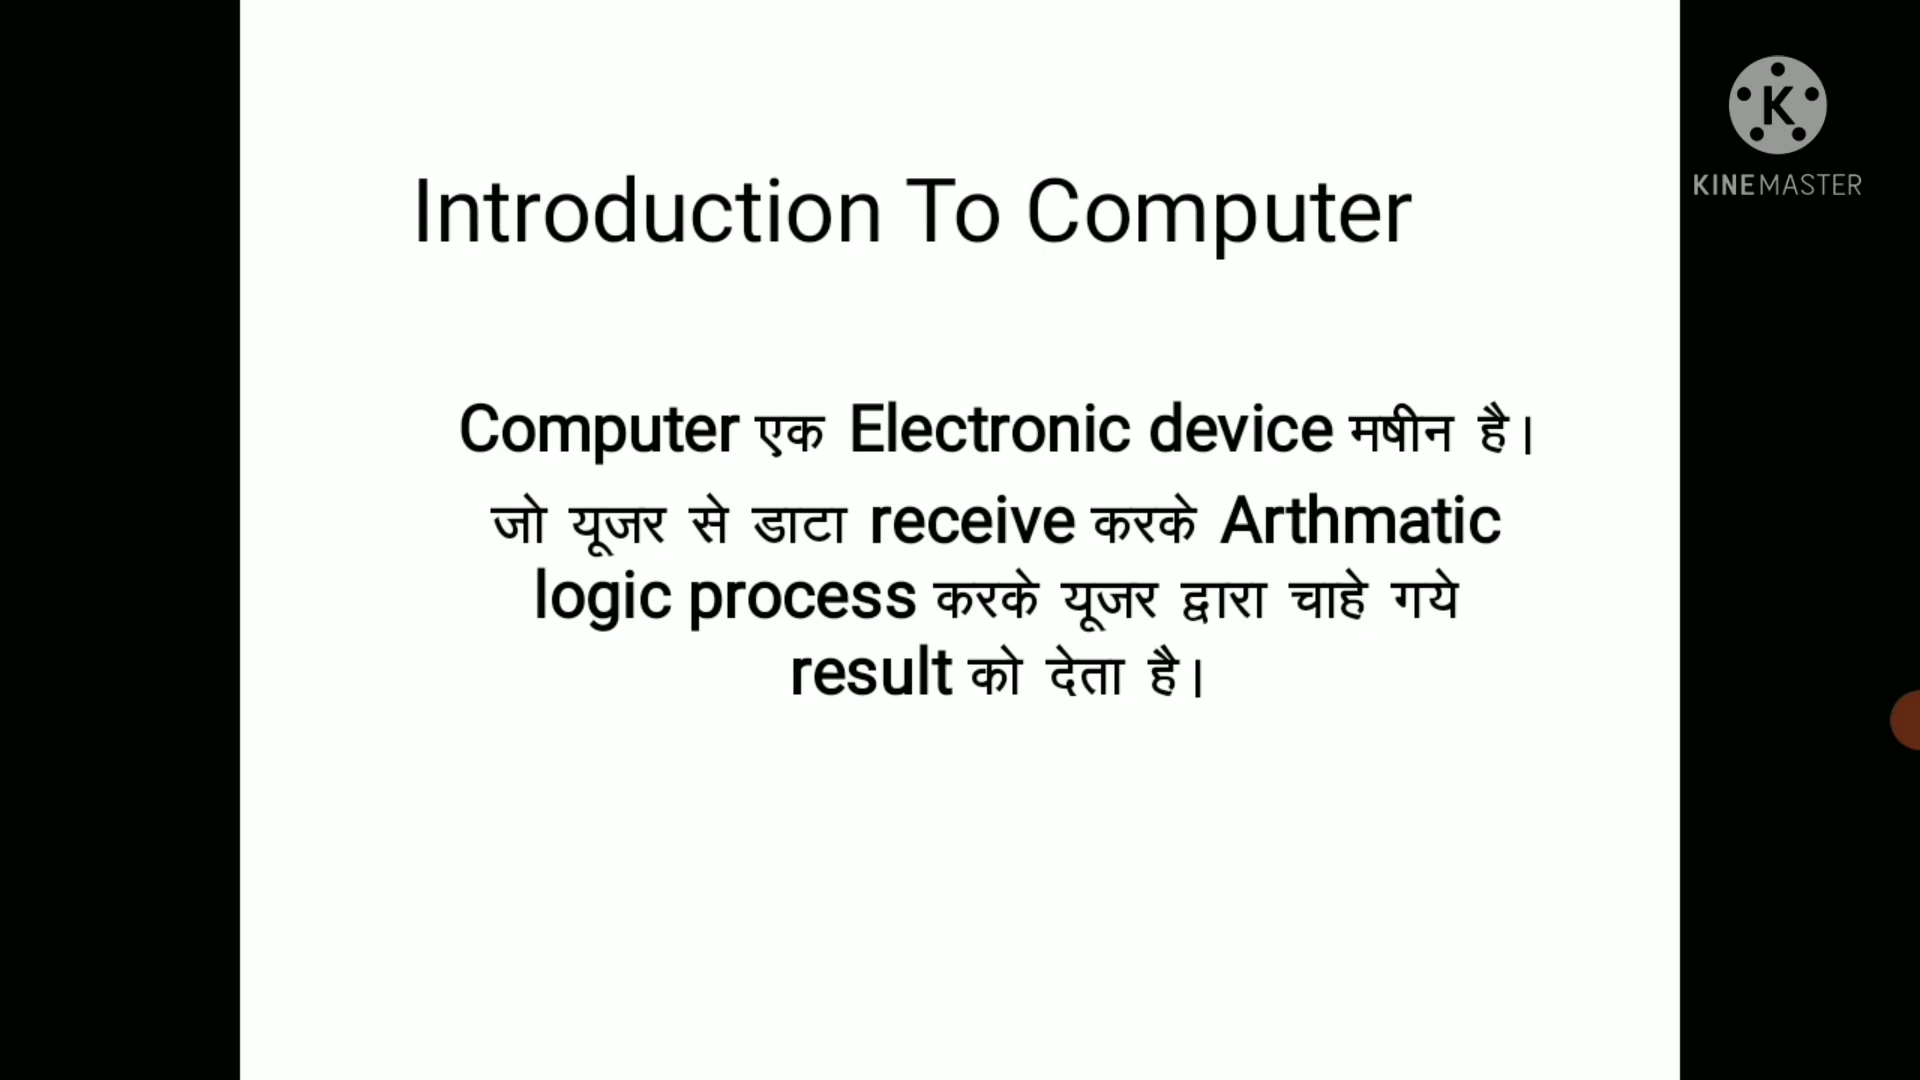 Introduction To Computer
KINEMASTER
Computer एक Electronic device मषीन है।
जो यूजर से डाटा receive करके Arthmatic
logic process करके यूजर द्वारा चाहे गये
result को देता है।